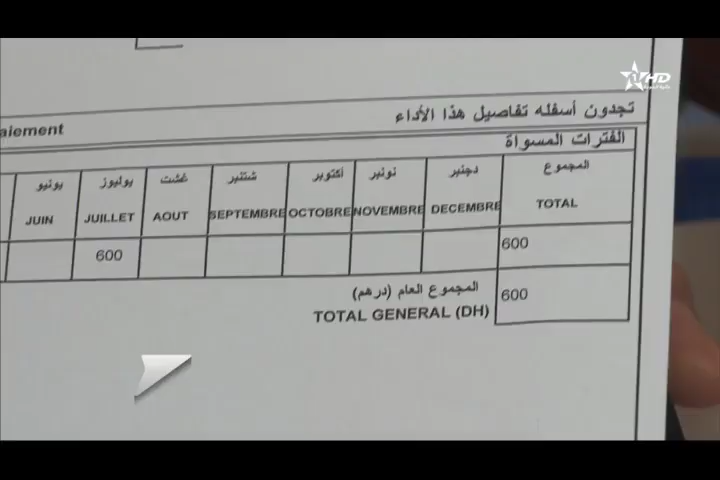 HD
تجدون أسفله تفاصيل هذا الأداء
aiement
الفترات المسواة
يونيو يوليوز غشت شتنبر أكتوبر نونبر دجنبر المجموع
JUIN JUILLET AOUT SEPTEMBRE OCTOBRE NOVEMBRE DECEMBRE TOTAL
600 600
المجموع العام (درهم) 600
TOTAL GENERAL (DH)